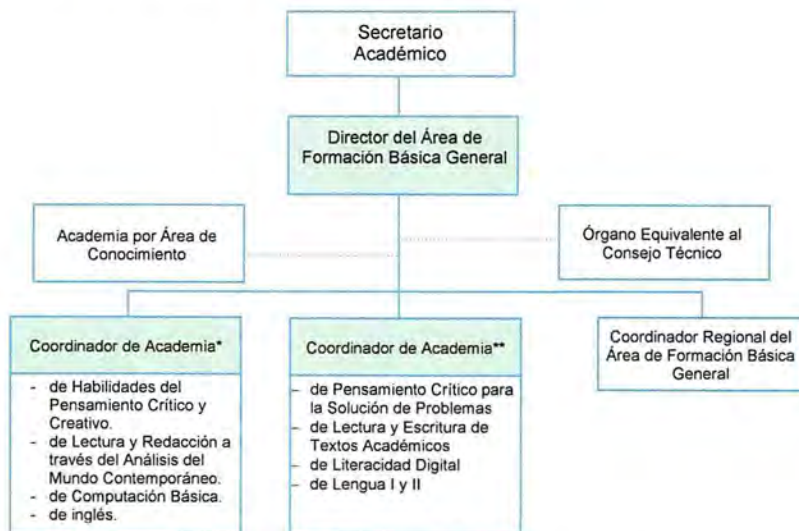 Secretario
Académico
Director del Área de
Formación Básica General
Academia por Área de
Conocimiento
Órgano Equivalente al
Consejo Técnico
Coordinador de Academia*
- de Habilidades del
Pensamiento Crítico y
Creativo.
- de Lectura y Redacción a
través del Análisis del
Mundo Contemporáneo.
- de Computación Básica.
- de inglés.
Coordinador de Academia**
- de Pensamiento Crítico para
la Solución de Problemas
- de Lectura y Escritura de
Textos Académicos
- de Literacidad Digital
- de Lengua I y II
Coordinador Regional del
Área de Formación Básica
General